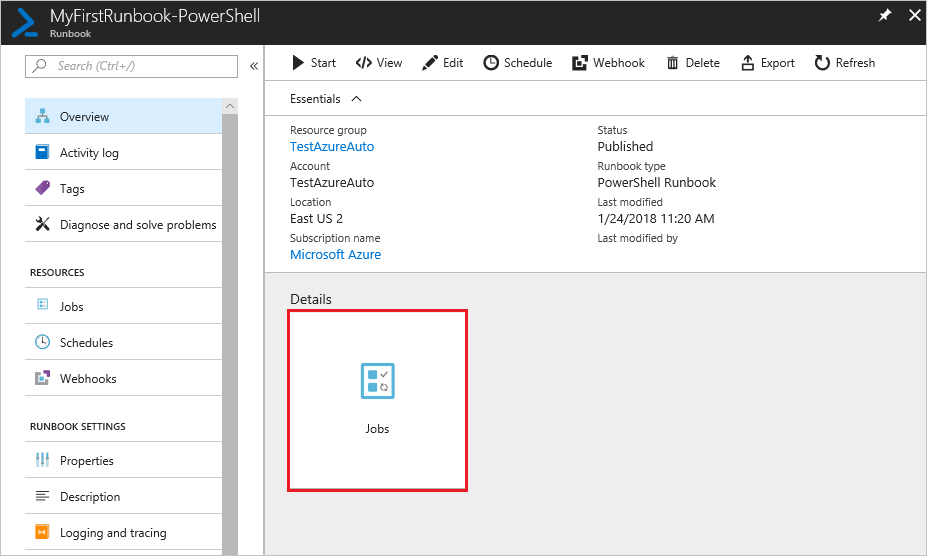 MyFirstRunbook-PowerShell
Runbook
Search (Ctrl+/)
Overview
Activity log
Tags
Diagnose and solve problems
RESOURCES
Jobs
Schedules
Webhooks
RUNBOOK SETTINGS
Properties
Description
Logging and tracing
Start View Edit Schedule Webhook Delete Export Refresh
Essentials
Resource group
TestAzureAuto
Account
TestAzureAuto
Location
East US 2
Subscription name
Microsoft Azure
Status
Published
Runbook type
PowerShell Runbook
Last modified
1/24/2018 11:20 AM
Last modified by
Details
Jobs